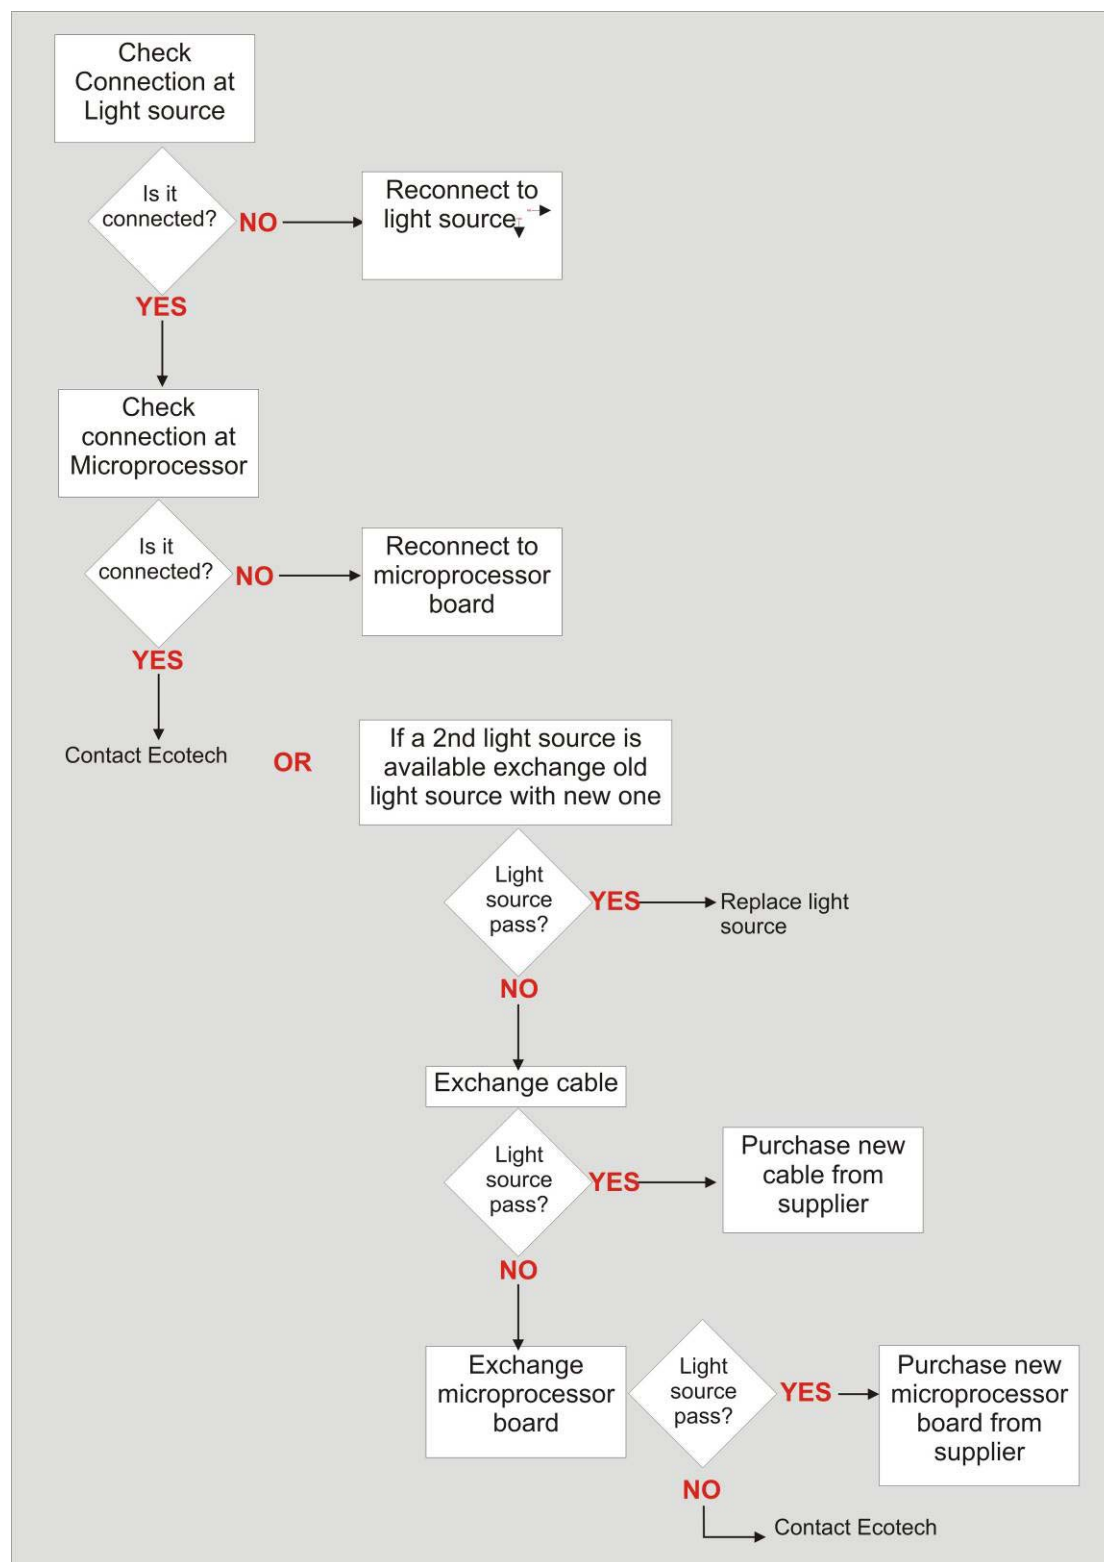 Check
Connection at
Light source
Is it
connected?
NO
Reconnect to
light source
YES
Check
connection at
Microprocessor
Is it
connected?
NO
Reconnect to
microprocessor
board
YES
Contact Ecotech
OR
If a 2nd light source is
available exchange old
light source with new one
Light
source
pass?
YES
Replace light
source
NO
Exchange cable
Light
source
pass?
YES
Purchase new
cable from
supplier
NO
Exchange
microprocessor
board
Light
source
pass?
YES
Purchase new
microprocessor
board from
supplier
NO
Contact Ecotech